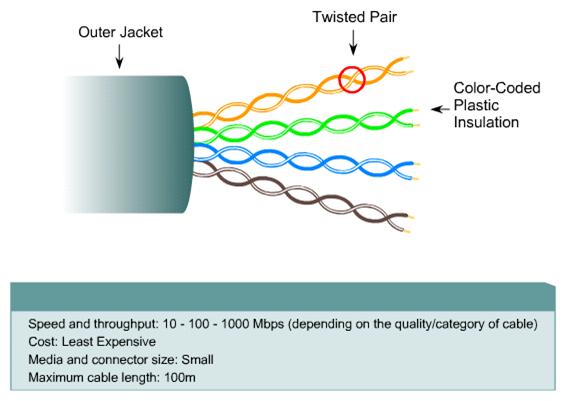 Twisted Pair
Outer Jacket
Color-Coded
Plastic
Insulation
Speed and throughput: 10 - 100 - 1000 Mbps (depending on the quality/category of cable)
Cost: Least Expensive
Media and connector size: Small
Maximum cable length: 100m